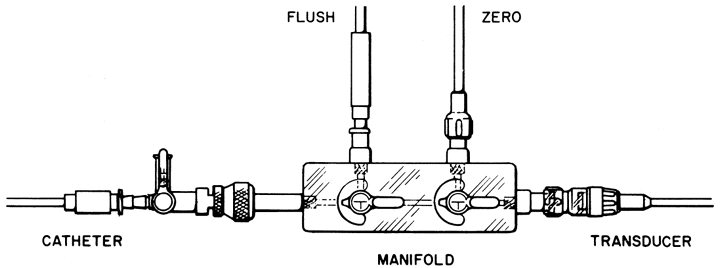 FLUSH
ZERO
CATHETER
TRANSDUCER
MANIFOLD